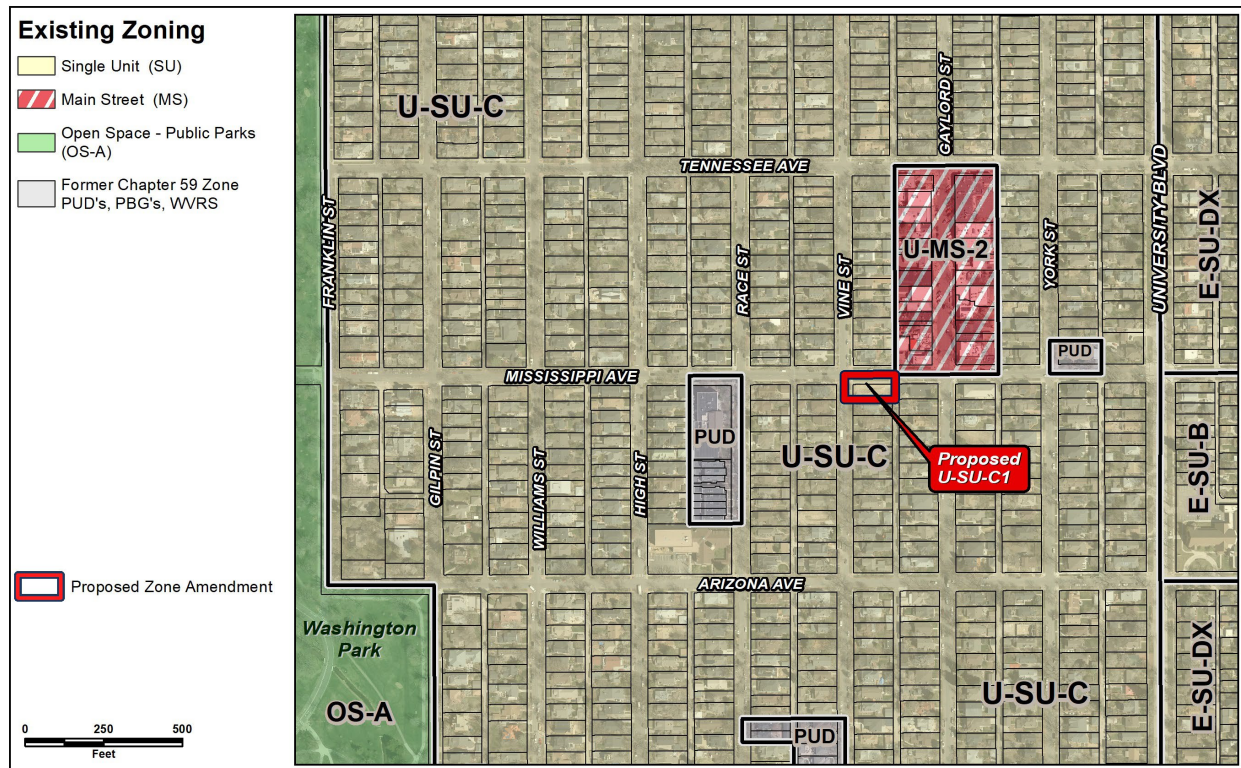 Existing Zoning
Single Unit (SU)
Main Street (MS)
Open Space - Public Parks
(OS-A)
Former Chapter 59 Zone
PUD's, PBG's, WVRS
Proposed Zone Amendment
0 250 500
Feet
U-SU-C
GAYLORD ST
TENNESSEE AVE
FRANKLIN ST
RACE ST
VINE ST
U-MS-2
YORK ST
UNIVERSITY BLVD
E-SU-DX
PUD
MISSISSIPPI AVE
GILPIN ST
WILLIAMS ST
HIGH ST
PUD
U-SU-C
Proposed
U-SU-C1
E-SU-B
ARIZONA AVE
Washington
Park
OS-A
U-SU-C
E-SU-DX
PUD